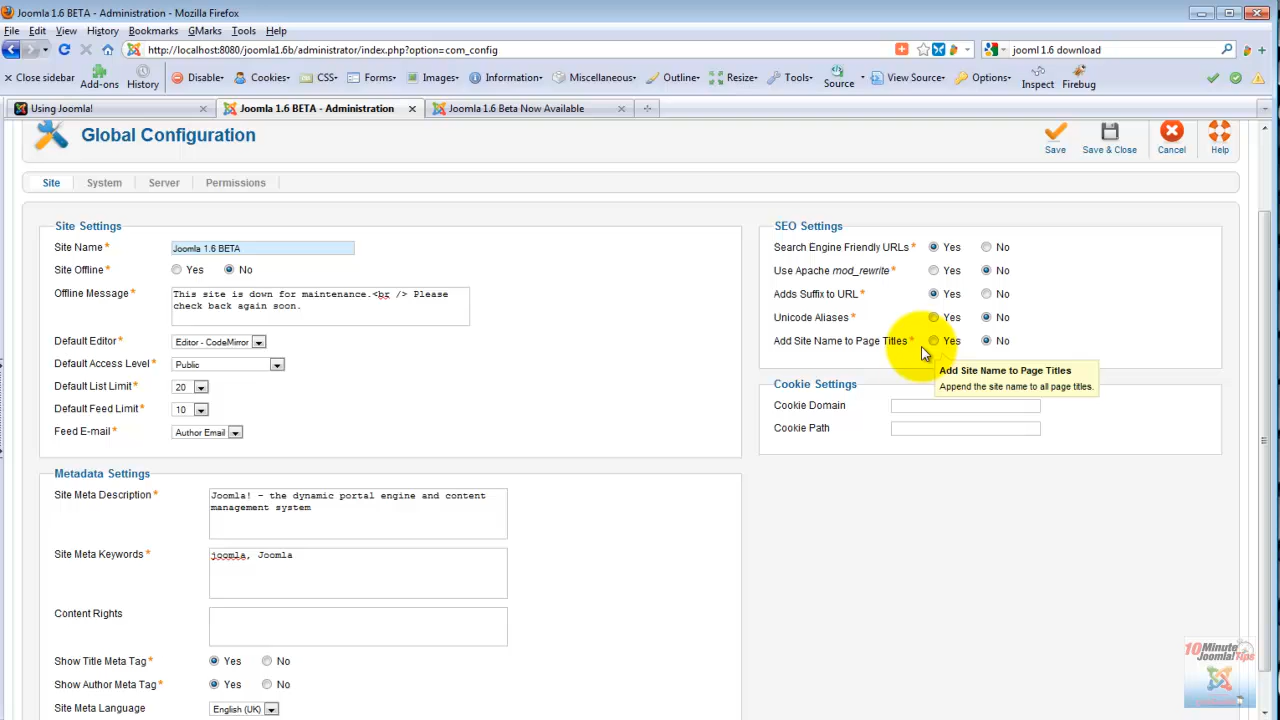 Joomla 1.6 BETA - Administration - Mozilla Firefox
File Edit View History Bookmarks GMarks Tools Help
http://localhost:8080/joomla1.6b/administrator/index.php?option=com_config
jooml 1.6 download
Close sidebar Add-ons History Disable Cookies CSS Forms Images Information Miscellaneous Outline Resize Tools Source View Source Options Inspect Firebug
Using Joomla! Joomla 1.6 BETA - Administration Joomla 1.6 Beta Now Available
Global Configuration
Save Save & Close Cancel Help
Site System Server Permissions
Site Settings
Site Name* Joomla 1.6 BETA
Site Offline* Yes No
Offline Message* This site is down for maintenance.<br /> Please
check back again soon.
Default Editor* Editor - CodeMirror
Default Access Level* Public
Default List Limit* 20
Default Feed Limit* 10
Feed E-mail* Author Email
Metadata Settings
Site Meta Description* Joomla! - the dynamic portal engine and content
management system
Site Meta Keywords* joomla, Joomla
Content Rights
Show Title Meta Tag* Yes No
Show Author Meta Tag* Yes No
Site Meta Language English (UK)
SEO Settings
Search Engine Friendly URLs* Yes No
Use Apache mod_rewrite* Yes No
Adds Suffix to URL* Yes No
Unicode Aliases* Yes No
Add Site Name to Page Titles* Yes No
Add Site Name to Page Titles
Append the site name to all page titles.
Cookie Settings
Cookie Domain
Cookie Path
10 Minute
Joomla! Tips